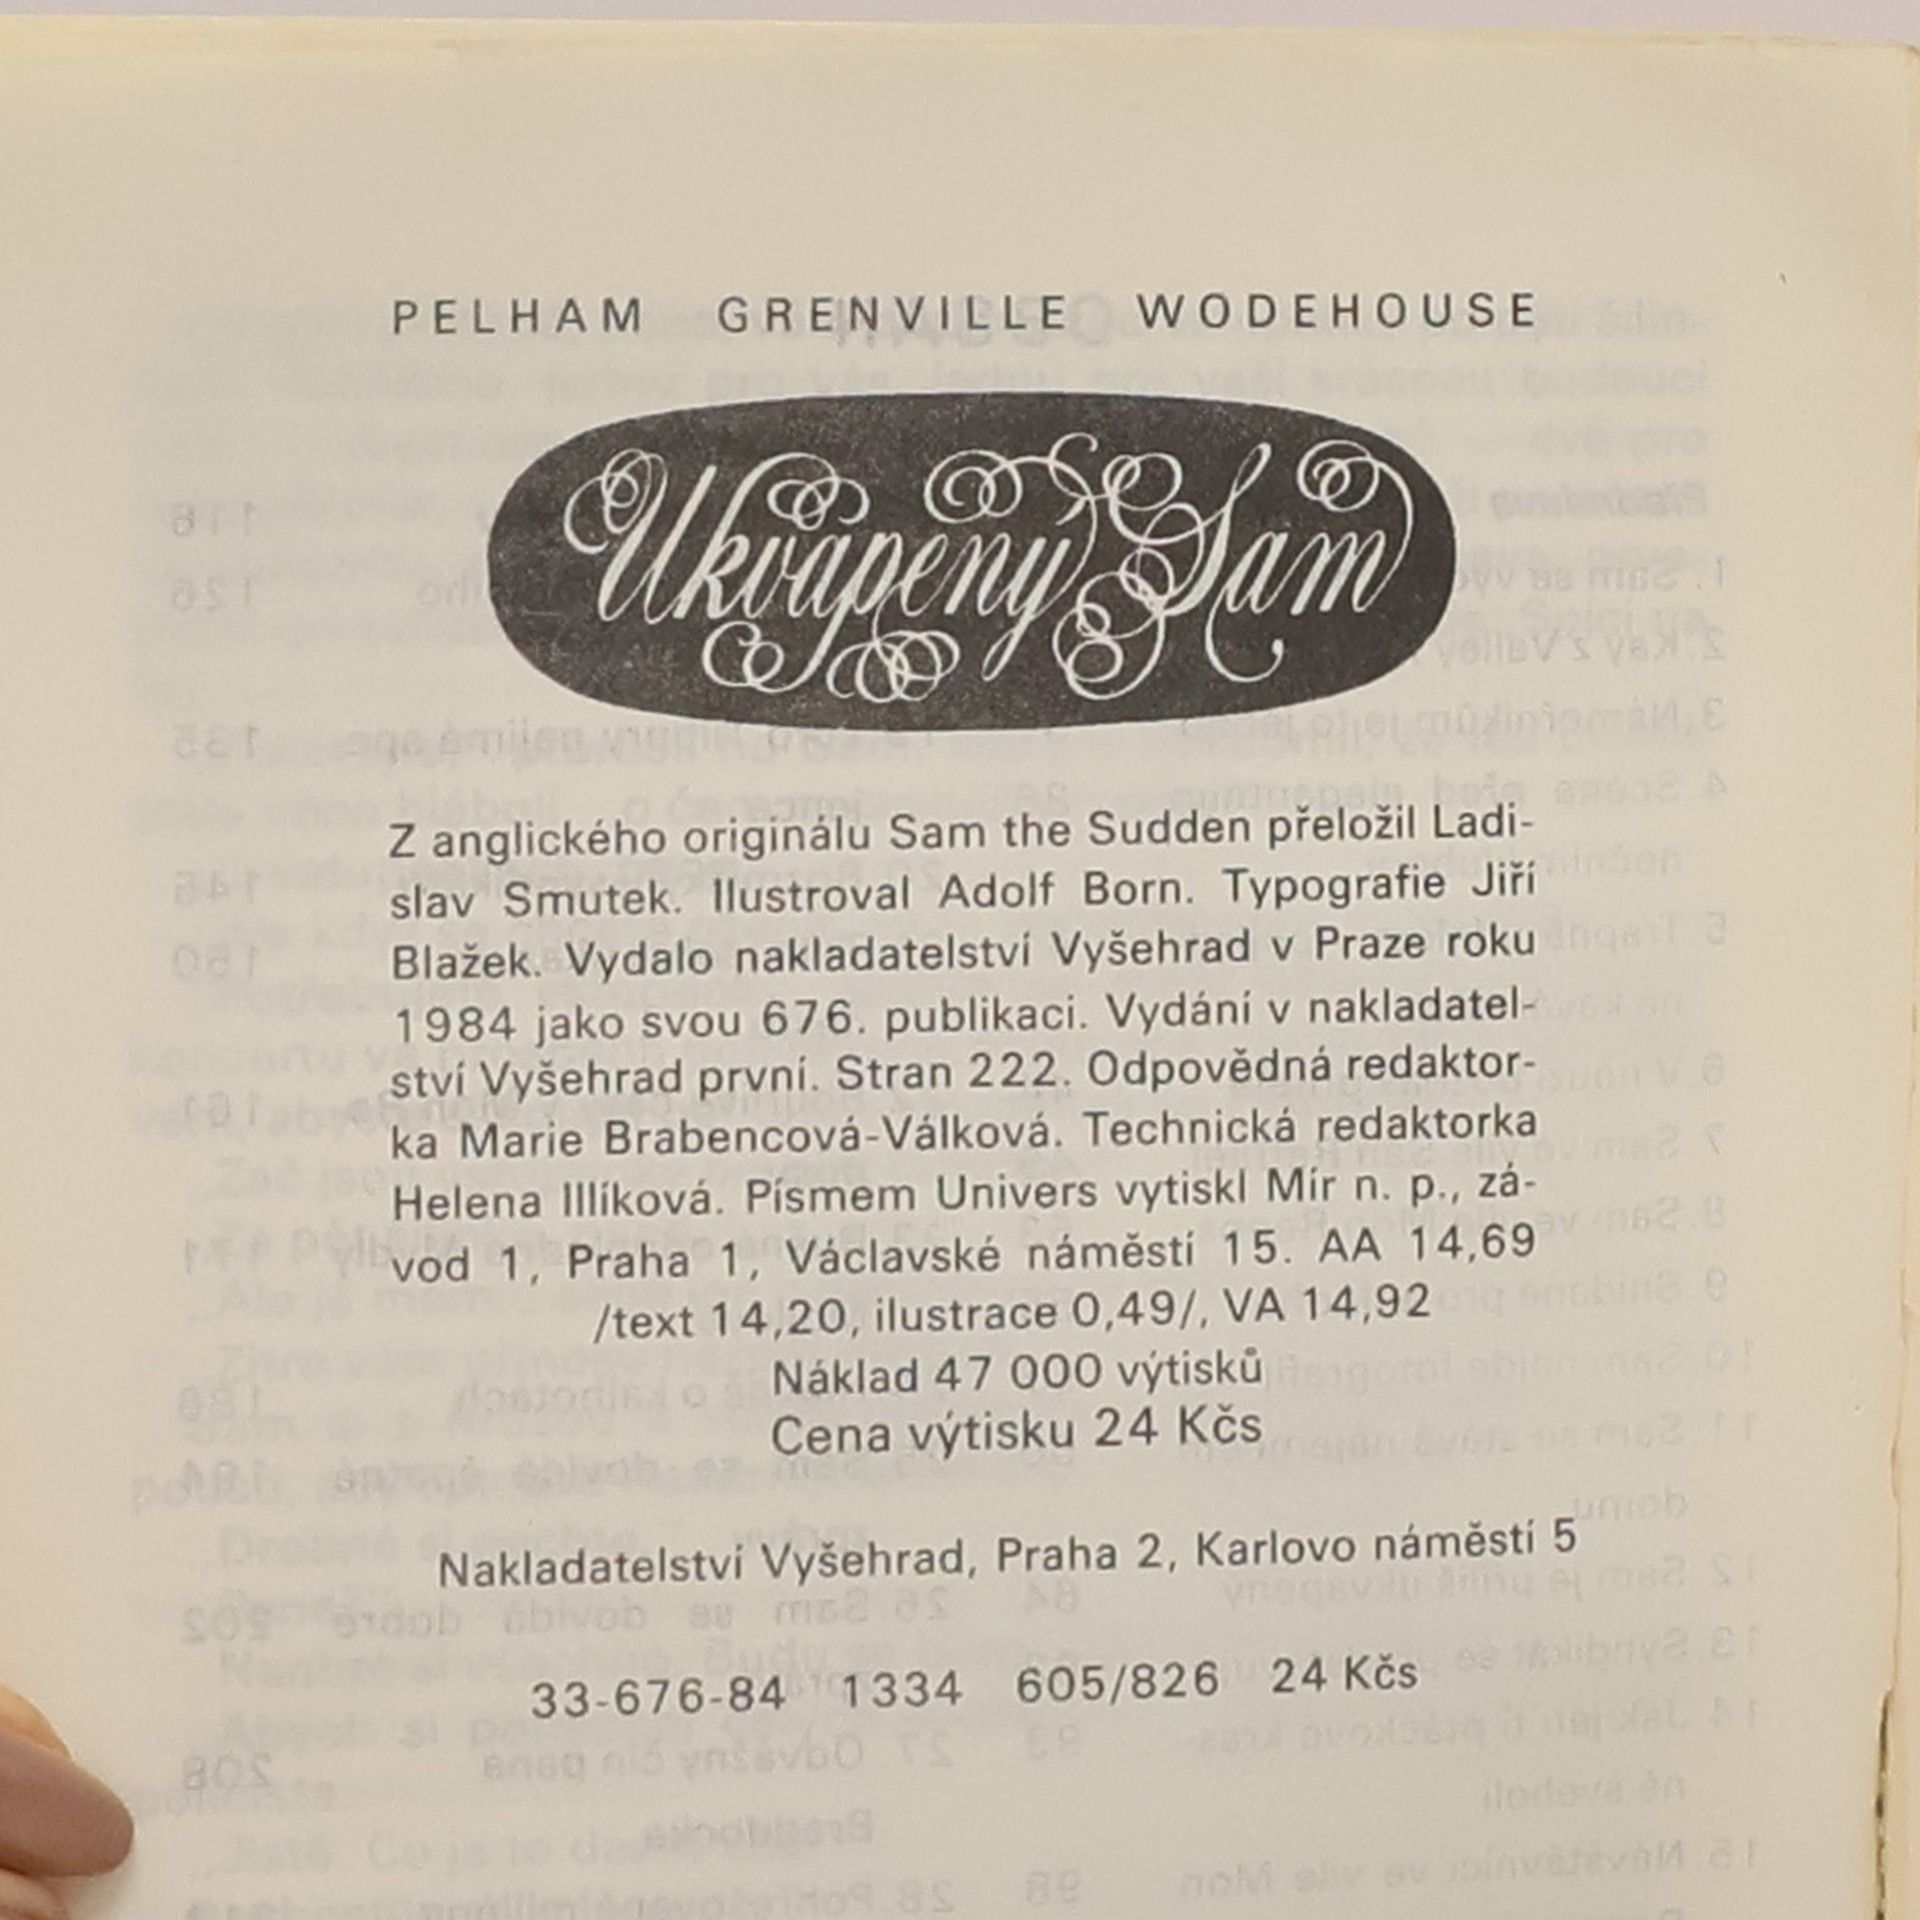 PELHAM GRENVILLE WODEHOUSE
Ukvapený Sam
Z anglického originálu Sam the Sudden přeložil Ladi-
slav Smutek. Ilustroval Adolf Born. Typografie Jiří
Blažek. Vydalo nakladatelství Vyšehrad v Praze roku
1984 jako svou 676. publikaci. Vydání v nakladatel-
ství Vyšehrad první. Stran 222. Odpovědná redaktor-
ka Marie Brabencová-Válková. Technická redaktorka
Helena Illíková. Písmem Univers vytiskl Mír n. p., zá-
vod 1, Praha 1, Václavské náměstí 15. AA 14,69
/text 14,20, ilustrace 0,49/, VA 14,92
Náklad 47 000 výtisků
Cena výtisku 24 Kčs
Nakladatelství Vyšehrad, Praha 2, Karlovo náměstí 5
33-676-84 1334 605/826 24 Kčs